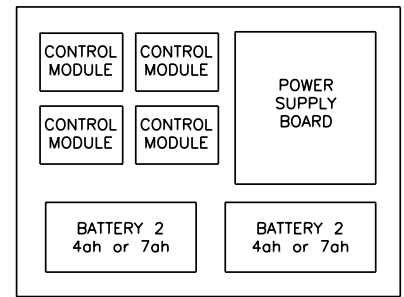 CONTROL
MODULE
CONTROL
MODULE
POWER
SUPPLY
BOARD
CONTROL
MODULE
CONTROL
MODULE
BATTERY 2
4ah or 7ah
BATTERY 2
4ah or 7ah